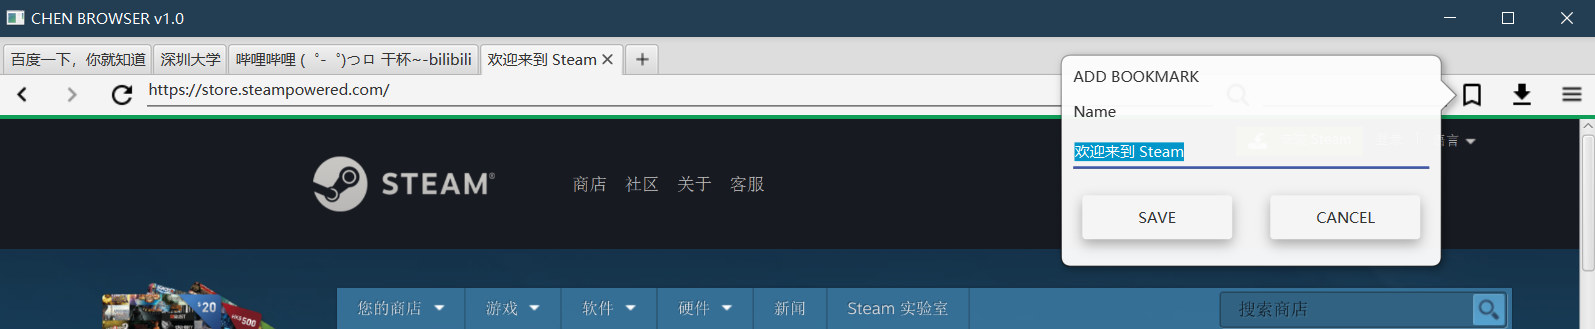 CHEN BROWSER v1.0
百度一下，你就知道 深圳大学 哔哩哔哩 ( ゜- ゜)つロ 干杯~-bilibili 欢迎来到 Steam
https://store.steampowered.com/
ADD BOOKMARK
Name
欢迎来到 Steam
SAVE CANCEL
语言
STEAM® 商店 社区 关于 客服
您的商店 游戏 软件 硬件 新闻 Steam 实验室 搜索商店
$20
$500